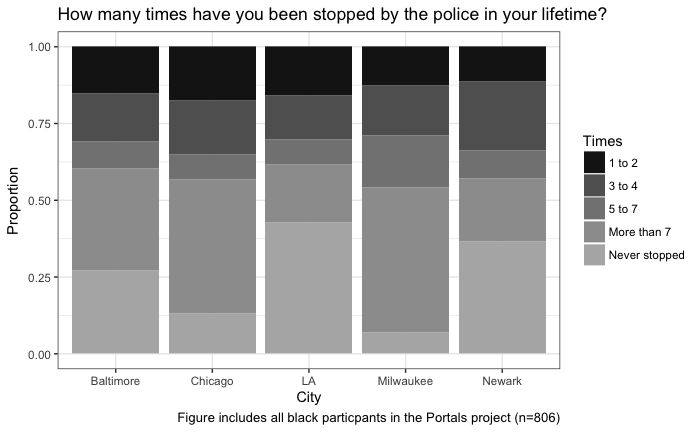 How many times have you been stopped by the police in your lifetime?
1.00
0.75
0.50
0.25
0.00
Proportion
Baltimore
Chicago
LA
Milwaukee
Newark
City
Figure includes all black particpants in the Portals project (n=806)
Times
1 to 2
3 to 4
5 to 7
More than 7
Never stopped